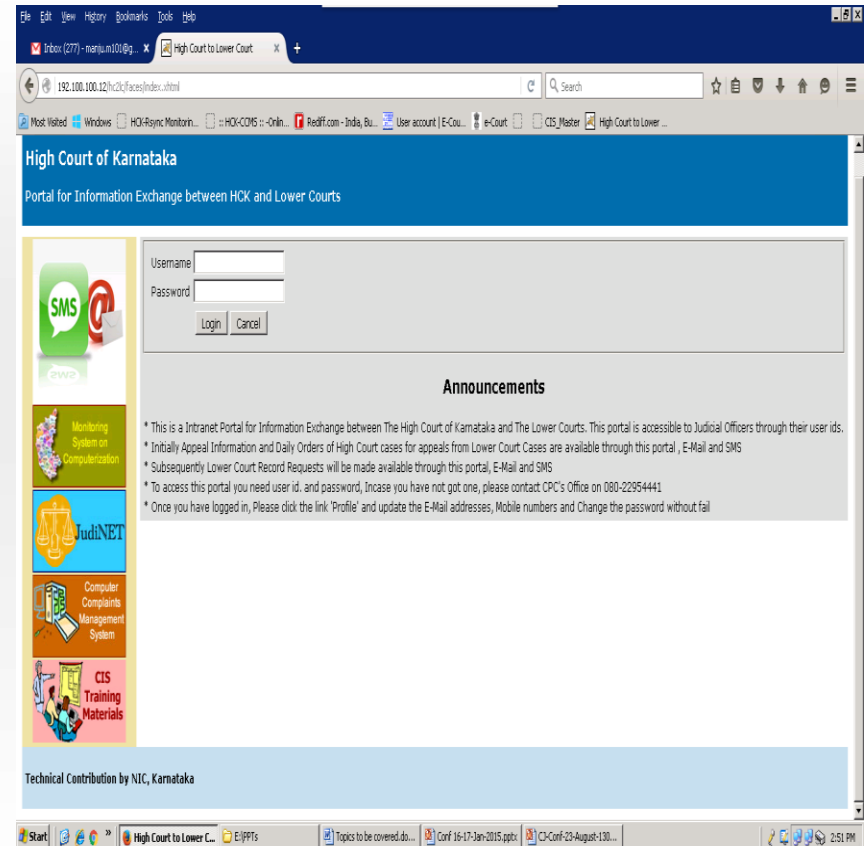 File Edit View History Bookmarks Tools Help
Inbox (277) - manju.m101@g... × High Court to Lower Court × +
192.100.100.12/hc2lc/faces/index.xhtml Search
Most Visited Windows HCK-Rsync Monitorin... :: HCK-CCMS :: -Onlin... Rediff.com - India, Bu... User account | E-Cou... e-Court CIS_Master High Court to Lower ...
High Court of Karnataka
Portal for Information Exchange between HCK and Lower Courts
Username
Password
Login Cancel
SMS
@
Monitoring
System on
Computerization
JudiNET
Computer
Complaints
Management
System
CIS
Training
Materials
Announcements
* This is a Intranet Portal for Information Exchange between The High Court of Karnataka and The Lower Courts. This portal is accessible to Judicial Officers through their user ids.
* Initially Appeal Information and Daily Orders of High Court cases for appeals from Lower Court Cases are available through this portal , E-Mail and SMS
* Subsequently Lower Court Record Requests will be made available through this portal, E-Mail and SMS
* To access this portal you need user id. and password, Incase you have not got one, please contact CPC's Office on 080-22954441
* Once you have logged in, Please click the link 'Profile' and update the E-Mail addresses, Mobile numbers and Change the password without fail
Technical Contribution by NIC, Karnataka
Start » High Court to Lower C... E:\PPTs Topics to be covered.do... Conf 16-17-Jan-2015.pptx CJ-Conf-23-August-130... 2:51 PM